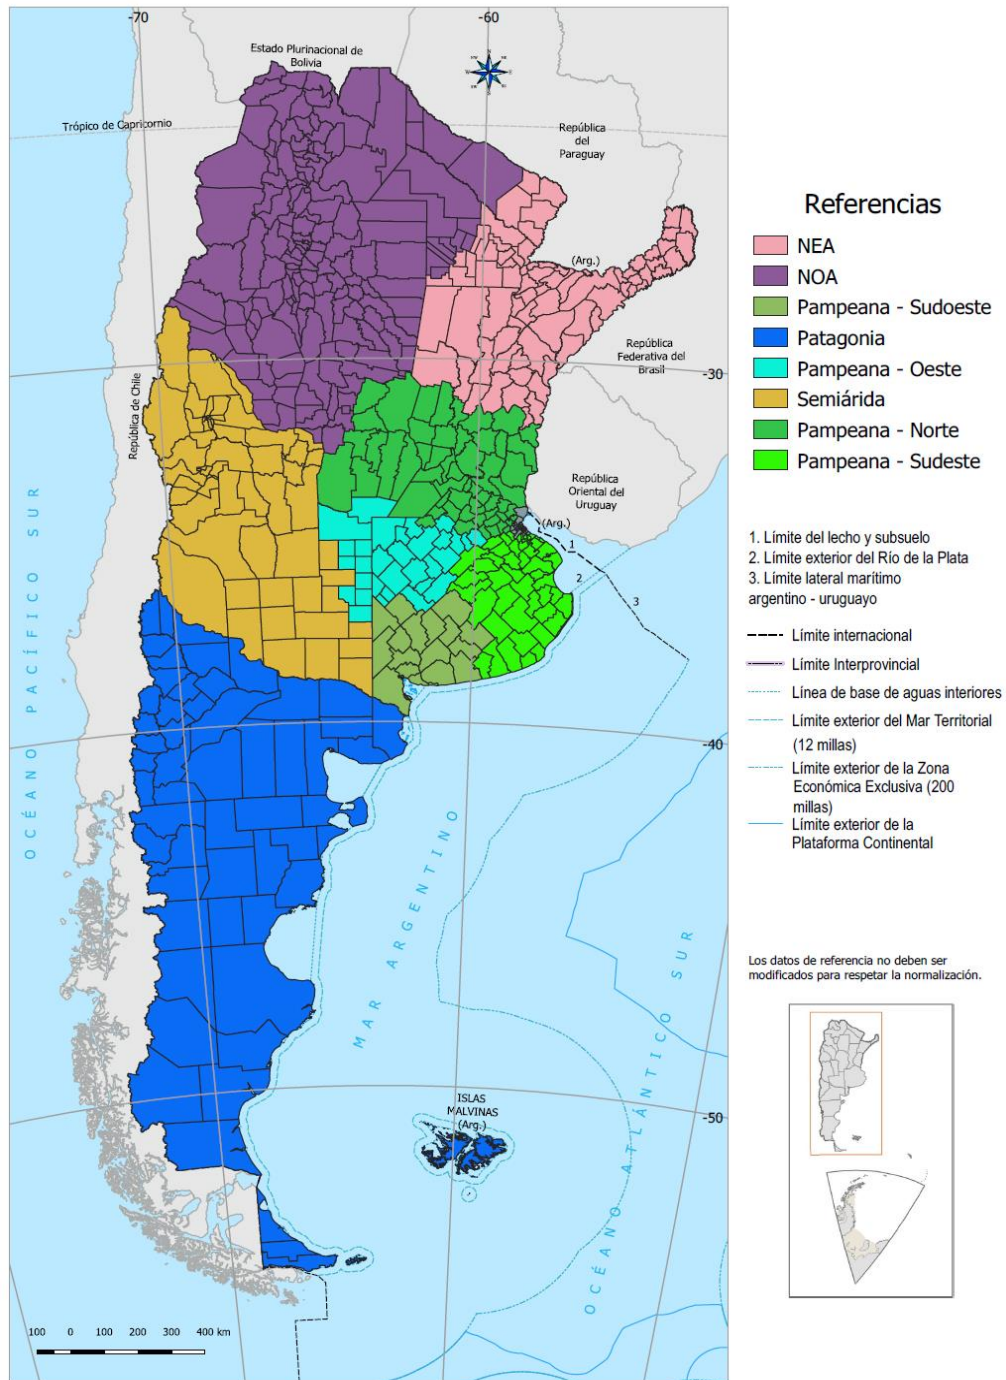 -70
-60
Estado Plurinacional de
Bolivia
Trópico de Capricornio
República
del
Paraguay
(Arg.)
República
Federativa del
Brasil
-30
República de Chile
República
Oriental del
Uruguay
(Arg.)
1
2
3
OCÉANO PACÍFICO SUR
-40
MAR ARGENTINO
OCÉANO ATLÁNTICO SUR
ISLAS
MALVINAS
(Arg.)
-50
100 0 100 200 300 400 km
Referencias
NEA
NOA
Pampeana - Sudoeste
Patagonia
Pampeana - Oeste
Semiárida
Pampeana - Norte
Pampeana - Sudeste
1. Límite del lecho y subsuelo
2. Límite exterior del Río de la Plata
3. Límite lateral marítimo
argentino - uruguayo
Límite internacional
Límite Interprovincial
Línea de base de aguas interiores
Límite exterior del Mar Territorial
(12 millas)
Límite exterior de la Zona
Económica Exclusiva (200
millas)
Límite exterior de la
Plataforma Continental
Los datos de referencia no deben ser
modificados para respetar la normalización.